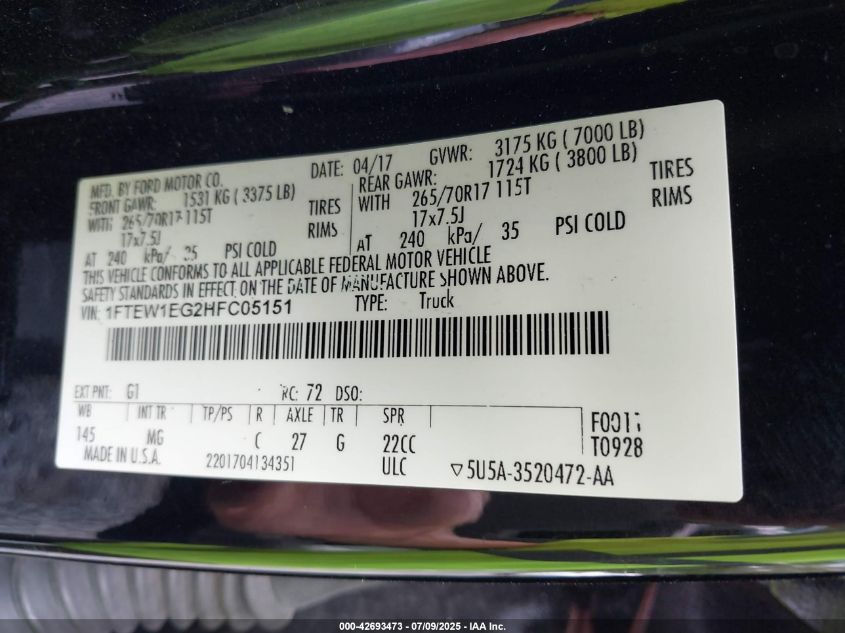 MFD. BY FORD MOTOR CO.
DATE: 04/17
GVWR: 3175 KG ( 7000 LB)
FRONT GAWR: 1531 KG ( 3375 LB)
WITH 265/70R17 115T TIRES
17x7.5J RIMS
AT 240 kPa/ 35 PSI COLD
REAR GAWR: 1724 KG ( 3800 LB)
WITH 265/70R17 115T TIRES
17x7.5J RIMS
AT 240 kPa/ 35 PSI COLD
THIS VEHICLE CONFORMS TO ALL APPLICABLE FEDERAL MOTOR VEHICLE
SAFETY STANDARDS IN EFFECT ON THE DATE OF MANUFACTURE SHOWN ABOVE.
VIN: 1FTEW1EG2HFC05151 TYPE: Truck
EXT PNT: G1 RC: 72 DSO:
WB INT TR TP/PS R AXLE TR SPR
145 MG C 27 G 22CC
F0011
T0928
MADE IN U.S.A. 2201704134351 ULC ▽5U5A-3520472-AA
000-42693473 - 07/09/2025 - IAA Inc.